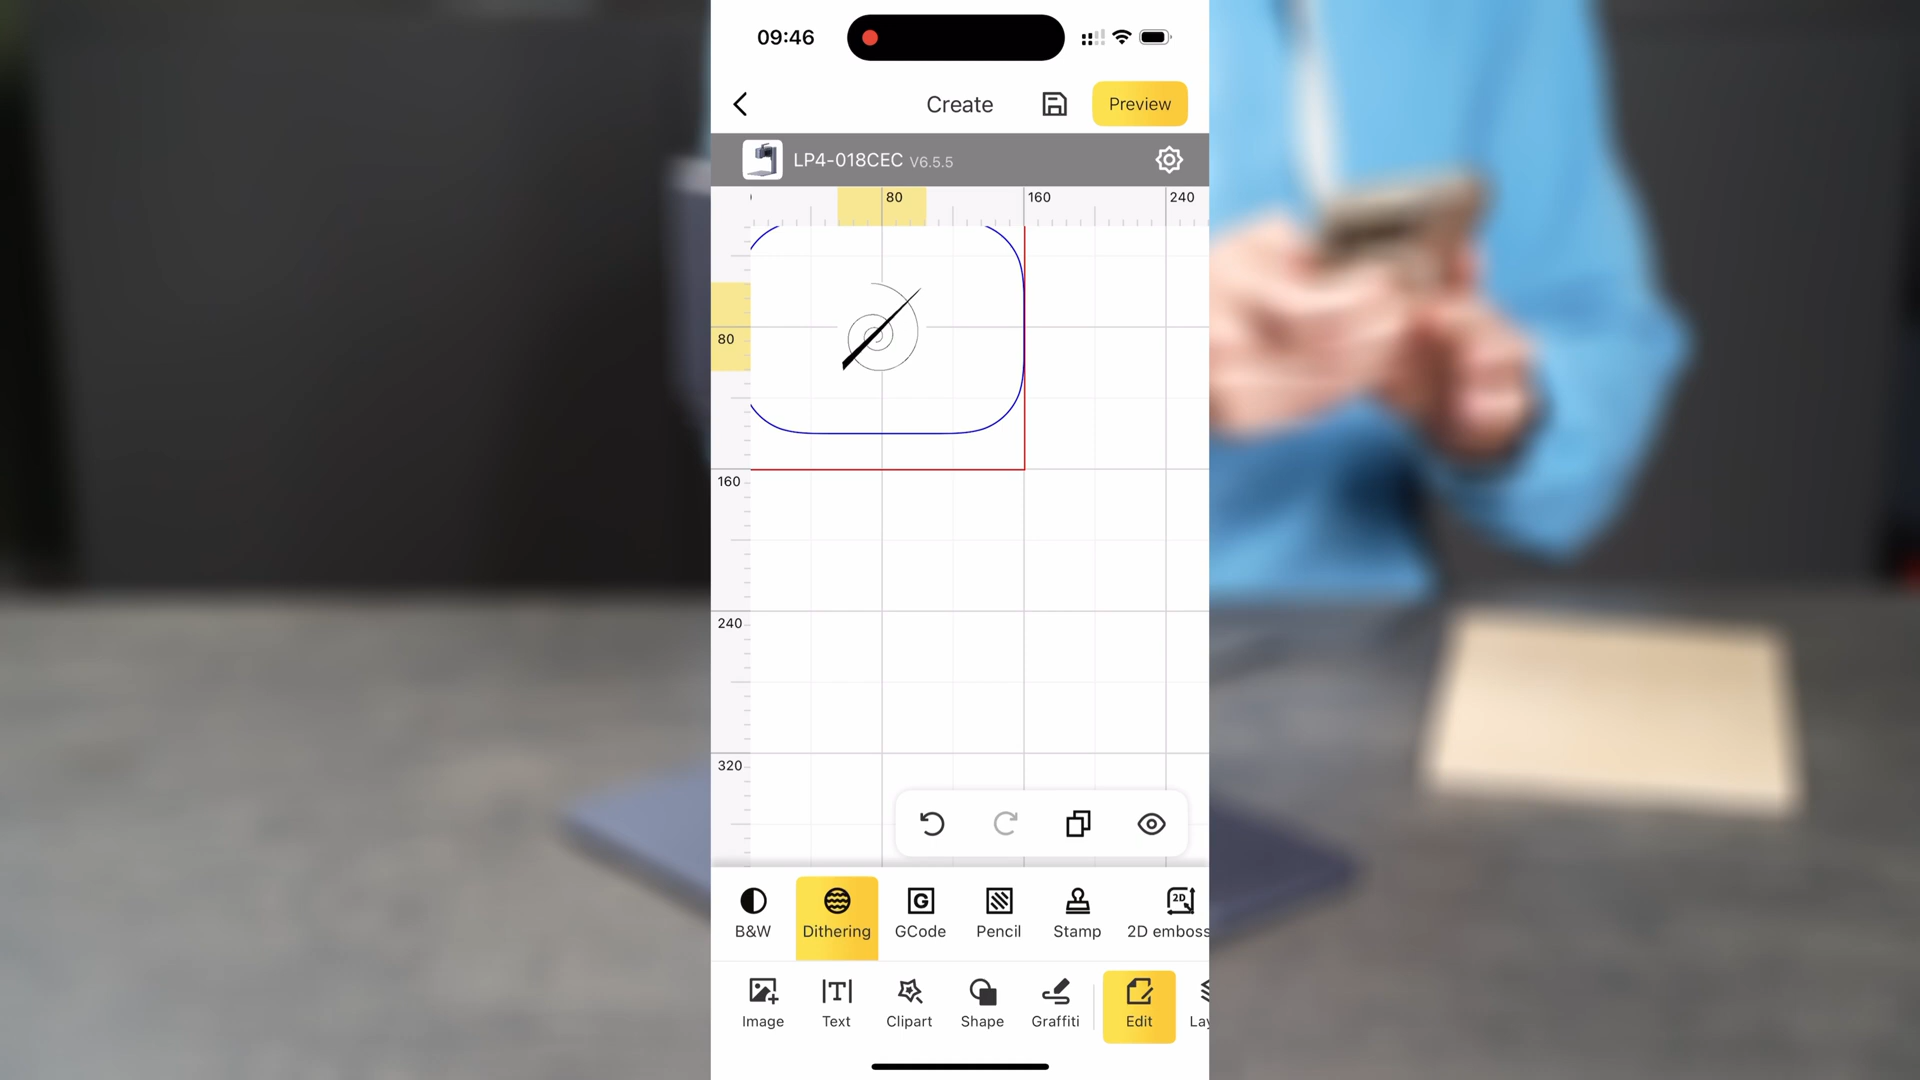 09:46
Create
Preview
LP4-018CEC V6.5.5
80
160
240
80
160
240
320
B&W
Dithering
GCode
Pencil
Stamp
2D emboss
Image
Text
Clipart
Shape
Graffiti
Edit